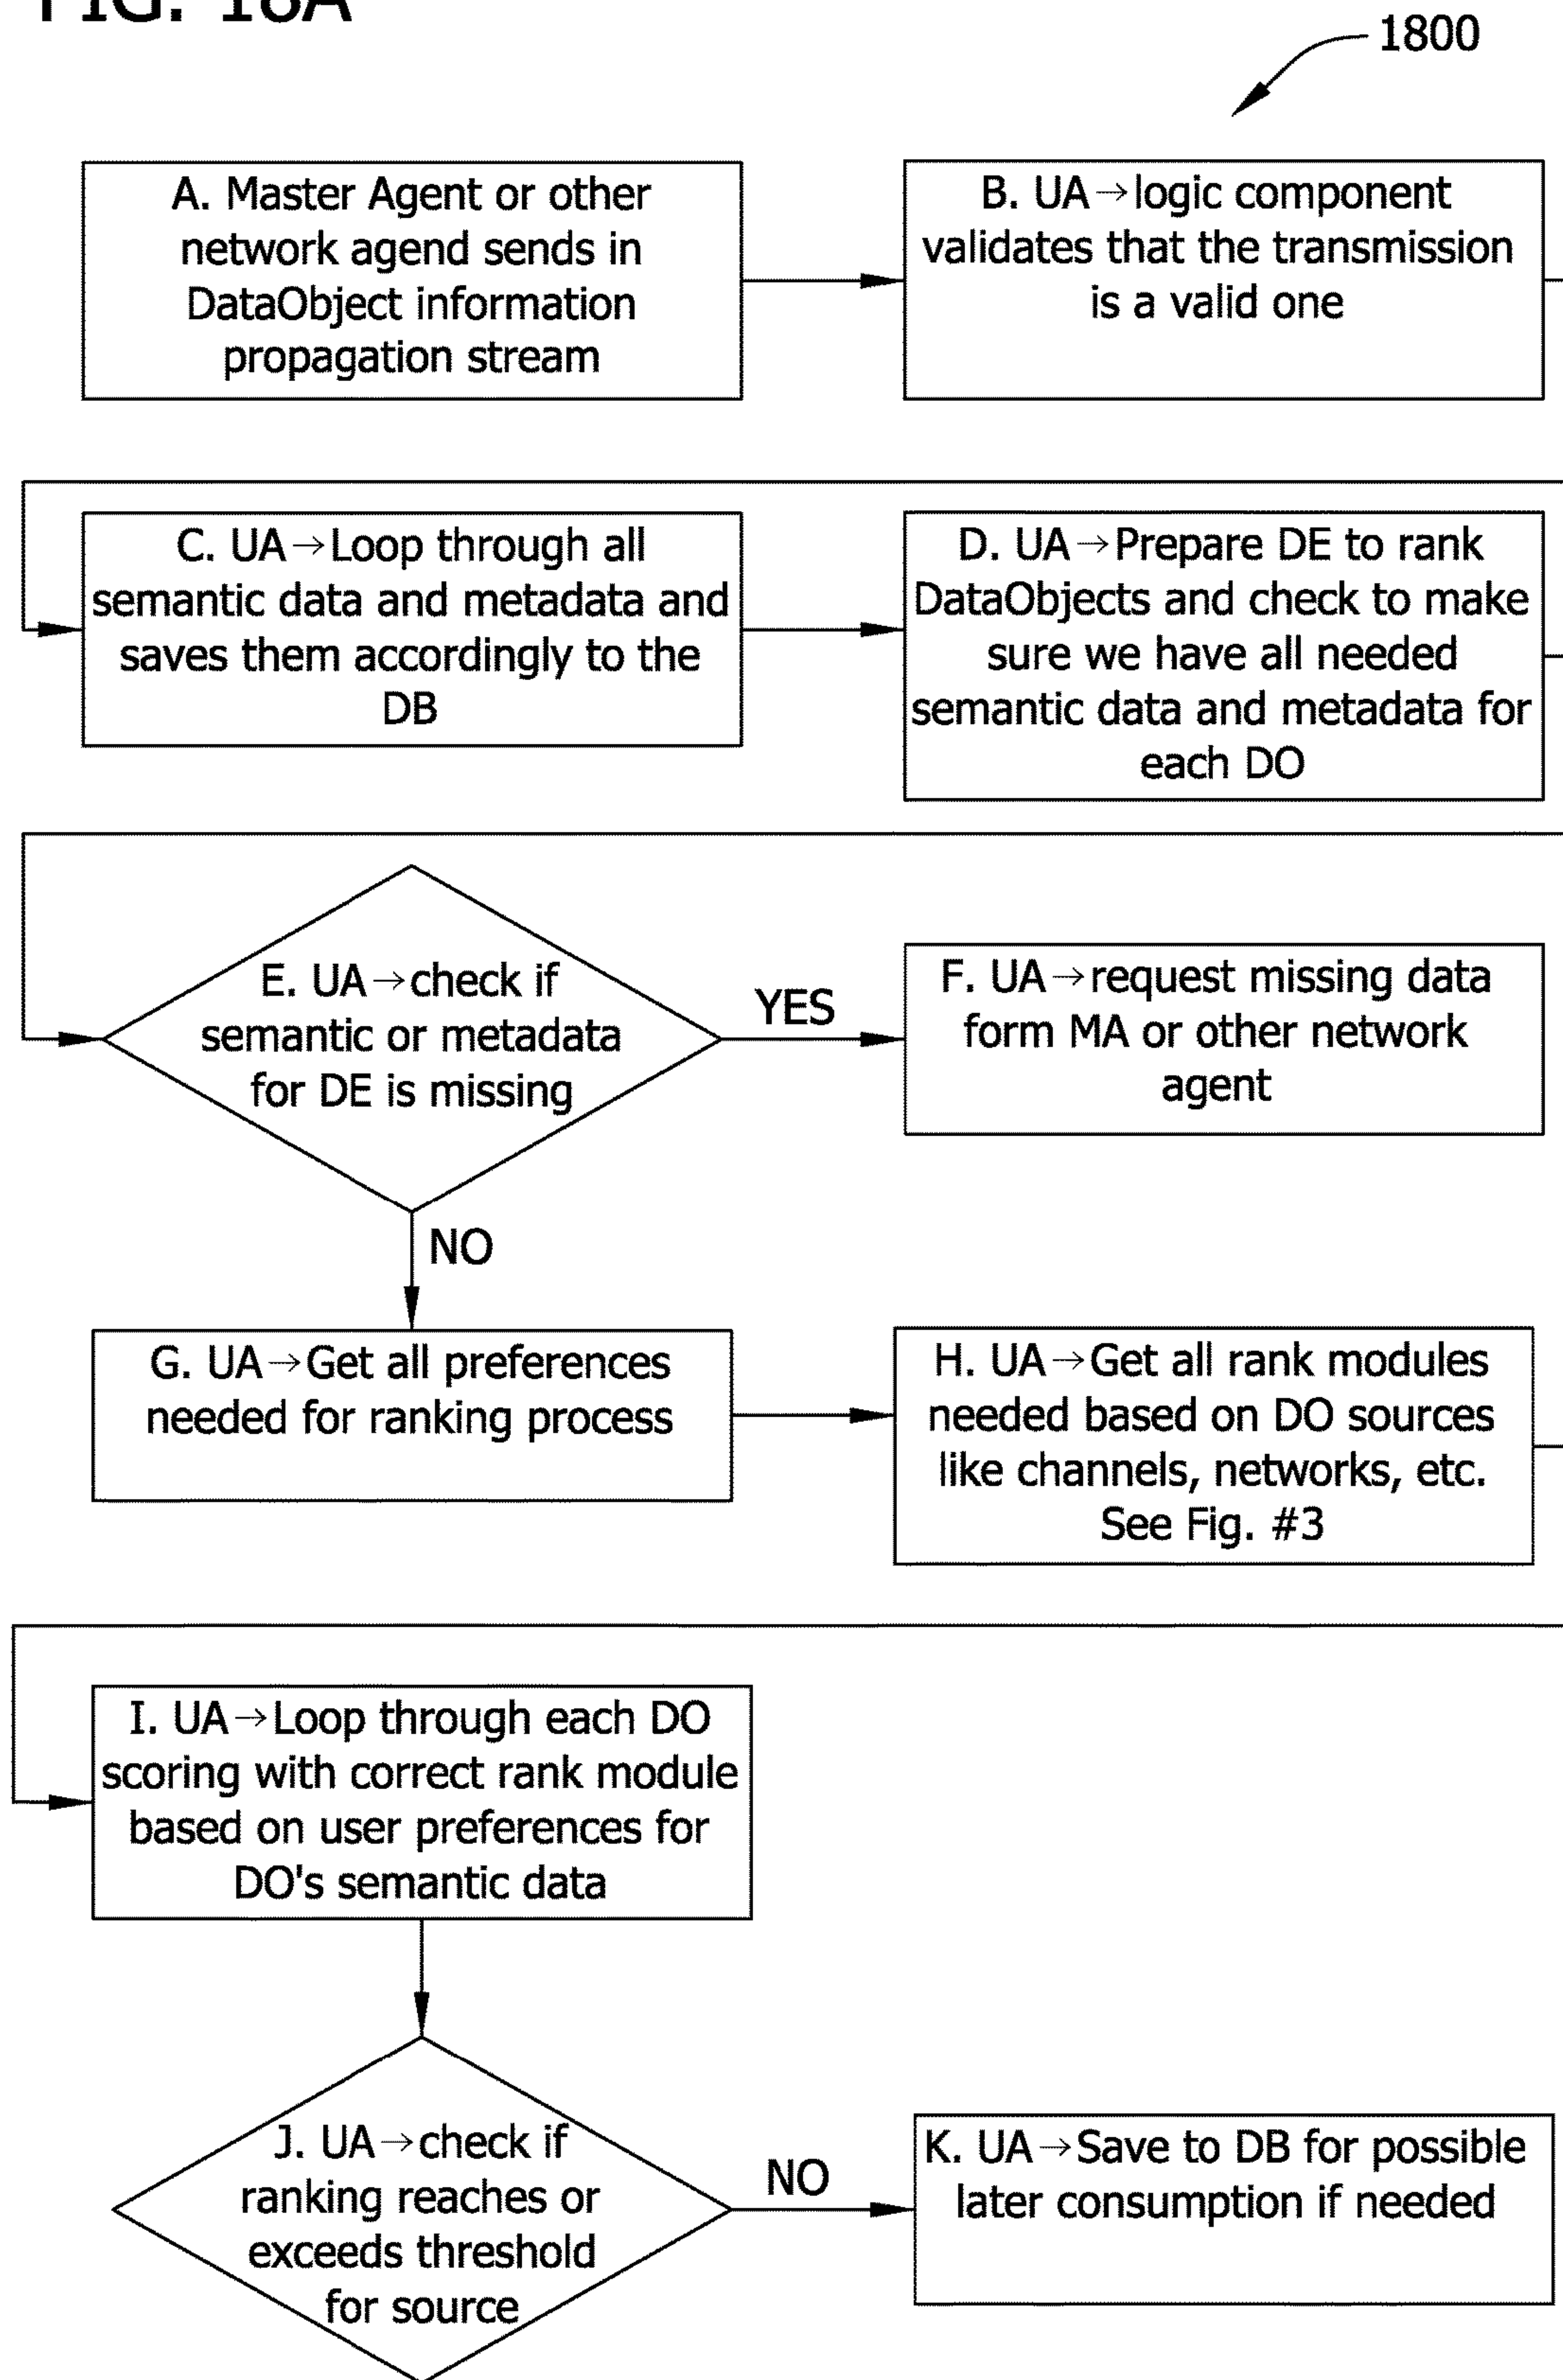 FIG. 18A
1800
A. Master Agent or other
network agend sends in
DataObject information
propagation stream
B. UA→logic component
validates that the transmission
is a valid one
C. UA→Loop through all
semantic data and metadata and
saves them accordingly to the
DB
D. UA→Prepare DE to rank
DataObjects and check to make
sure we have all needed
semantic data and metadata for
each DO
E. UA→check if
semantic or metadata
for DE is missing
YES
F. UA→request missing data
form MA or other network
agent
NO
G. UA→Get all preferences
needed for ranking process
H. UA→Get all rank modules
needed based on DO sources
like channels, networks, etc.
See Fig. #3
I. UA→Loop through each DO
scoring with correct rank module
based on user preferences for
DO's semantic data
J. UA→check if
ranking reaches or
exceeds threshold
for source
NO
K. UA→Save to DB for possible
later consumption if needed